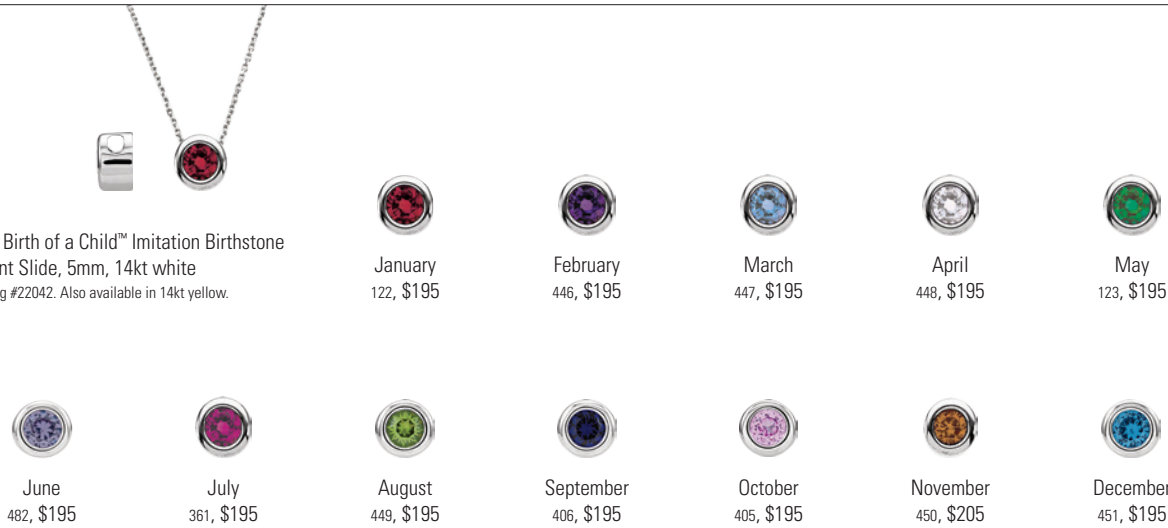 Birth of a Child™ Imitation Birthstone
nt Slide, 5mm, 14kt white
g #22042. Also available in 14kt yellow.
January
122, $195
February
446, $195
March
447, $195
April
448, $195
May
123, $195
June
482, $195
July
361, $195
August
449, $195
September
406, $195
October
405, $195
November
450, $205
December
451, $195